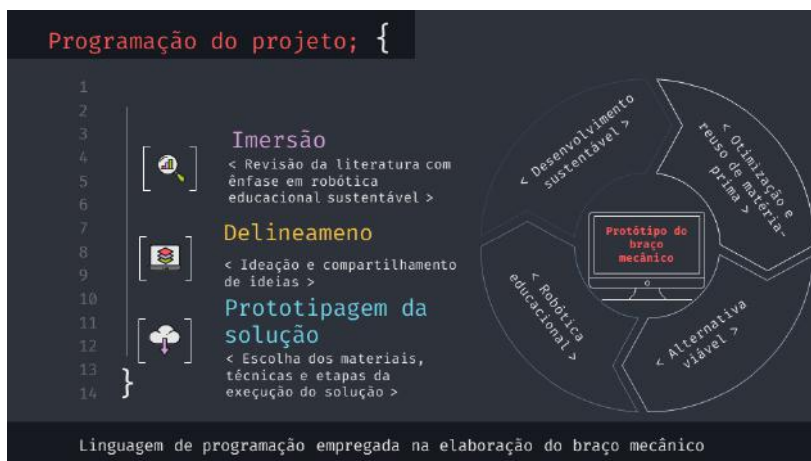 Programação do projeto; {
1
2
3
4
5
6
7
8
9
10
11
12
13
14
Imersão
< Revisão da literatura com
ênfase em robótica
educacional sustentável >
Delineameno
< Ideação e compartilhamento
de ideias >
Prototipagem da
solução
< Escolha dos materiais,
técnicas e etapas da
exeçução do solução >
}
< Desenvolvimento
sustentável >
< Otimização e
reuso de matéria-
prima >
Protótipo do
braço
mecânico
< Robótica
educacional >
< Alternativa
viável >
Linguagem de programação empregada na elaboração do braço mecânico